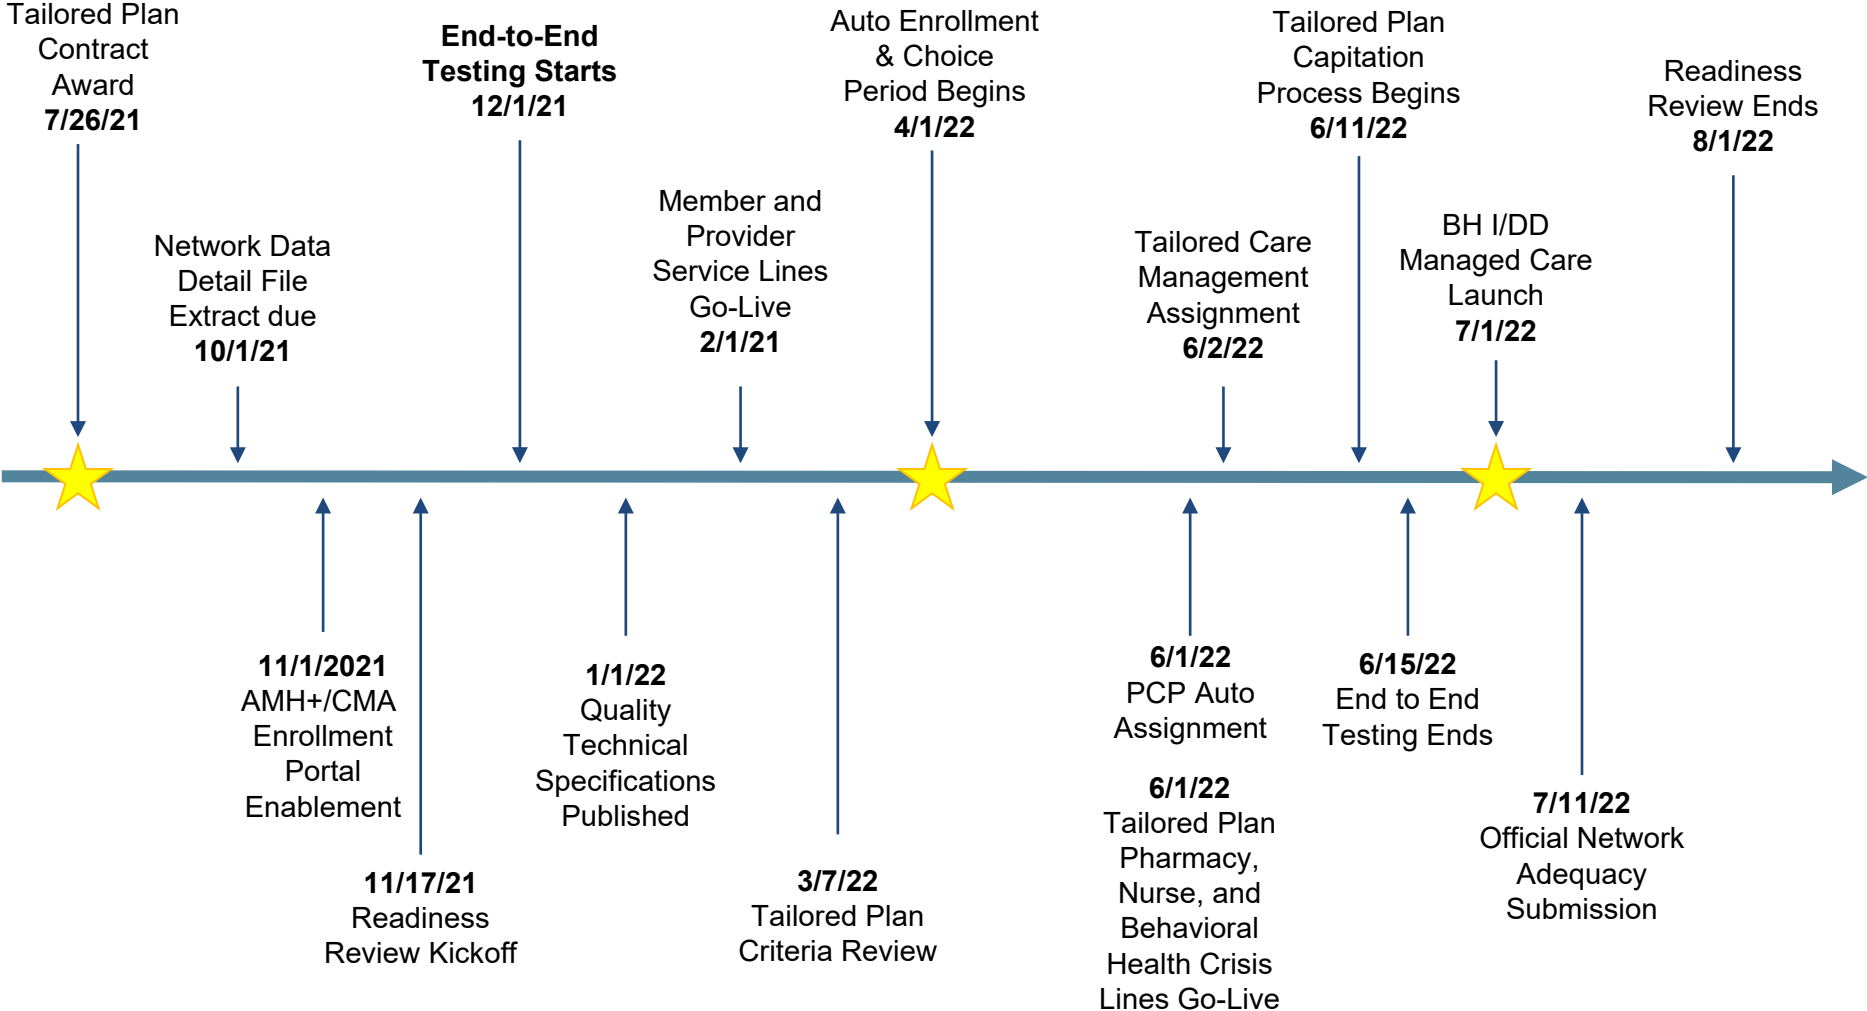 Tailored Plan
Contract
Award
7/26/21
Network Data
Detail File
Extract due
10/1/21
End-to-End
Testing Starts
12/1/21
Member and
Provider
Service Lines
Go-Live
2/1/21
Auto Enrollment
& Choice
Period Begins
4/1/22
Tailored Care
Management
Assignment
6/2/22
Tailored Plan
Capitation
Process Begins
6/11/22
BH I/DD
Managed Care
Launch
7/1/22
Readiness
Review Ends
8/1/22
11/1/2021
AMH+/CMA
Enrollment
Portal
Enablement
11/17/21
Readiness
Review Kickoff
1/1/22
Quality
Technical
Specifications
Published
3/7/22
Tailored Plan
Criteria Review
6/1/22
PCP Auto
Assignment
6/1/22
Tailored Plan
Pharmacy,
Nurse, and
Behavioral
Health Crisis
Lines Go-Live
6/15/22
End to End
Testing Ends
7/11/22
Official Network
Adequacy
Submission